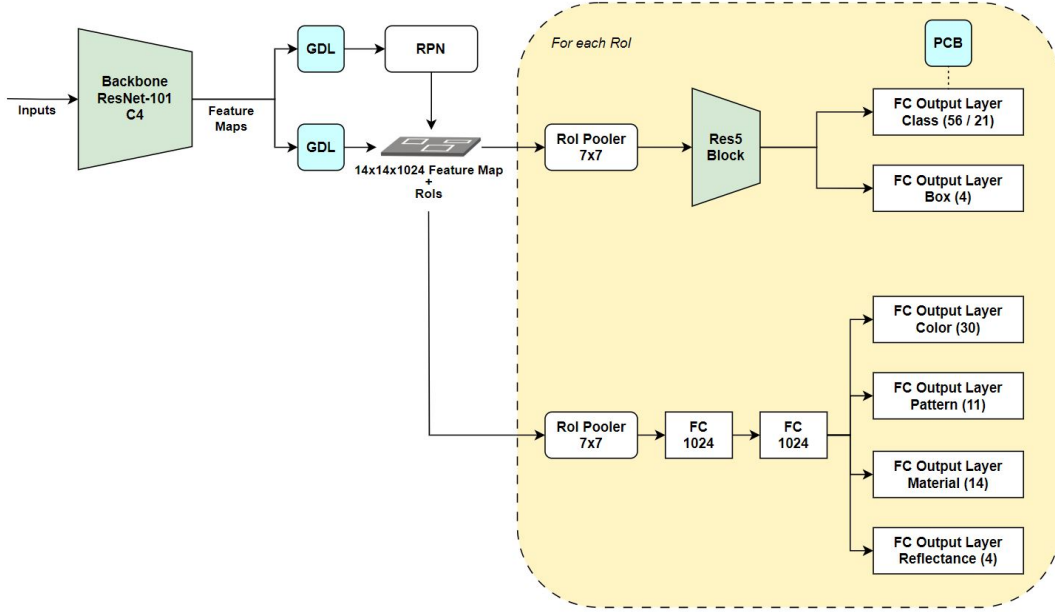 Inputs
Backbone
ResNet-101
C4
Feature
Maps
GDL
RPN
GDL
14x14x1024 Feature Map
+
RoIs
For each RoI
RoI Pooler
7x7
Res5
Block
PCB
FC Output Layer
Class (56 / 21)
FC Output Layer
Box (4)
RoI Pooler
7x7
FC
1024
FC
1024
FC Output Layer
Color (30)
FC Output Layer
Pattern (11)
FC Output Layer
Material (14)
FC Output Layer
Reflectance (4)